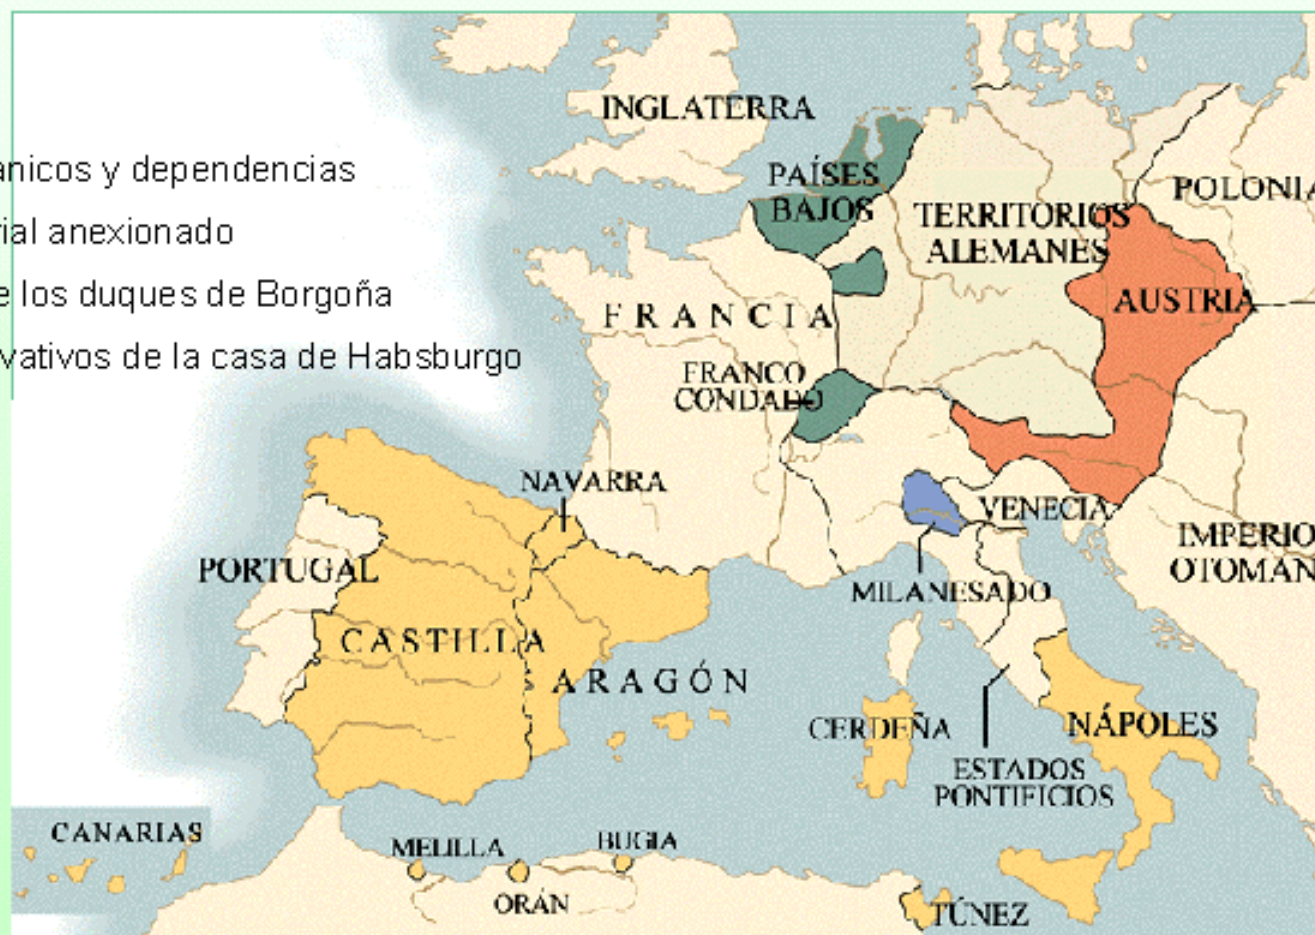 INGLATERRA
ánicos y dependencias
PAÍSES
BAJOS
POLONIA
rial anexionado
TERRITORIOS
ALEMANES
e los duques de Borgoña
AUSTRIA
FRANCIA
vativos de la casa de Habsburgo
FRANCO
CONDADO
NAVARRA
VENECIA
IMPERIO
OTOMAN
PORTUGAL
MILANESADO
CASTILLA
ARAGÓN
CERDEÑA
NÁPOLES
ESTADOS
PONTIFICIOS
CANARIAS
MELILLA
BUGIA
ORÁN
TÚNEZ